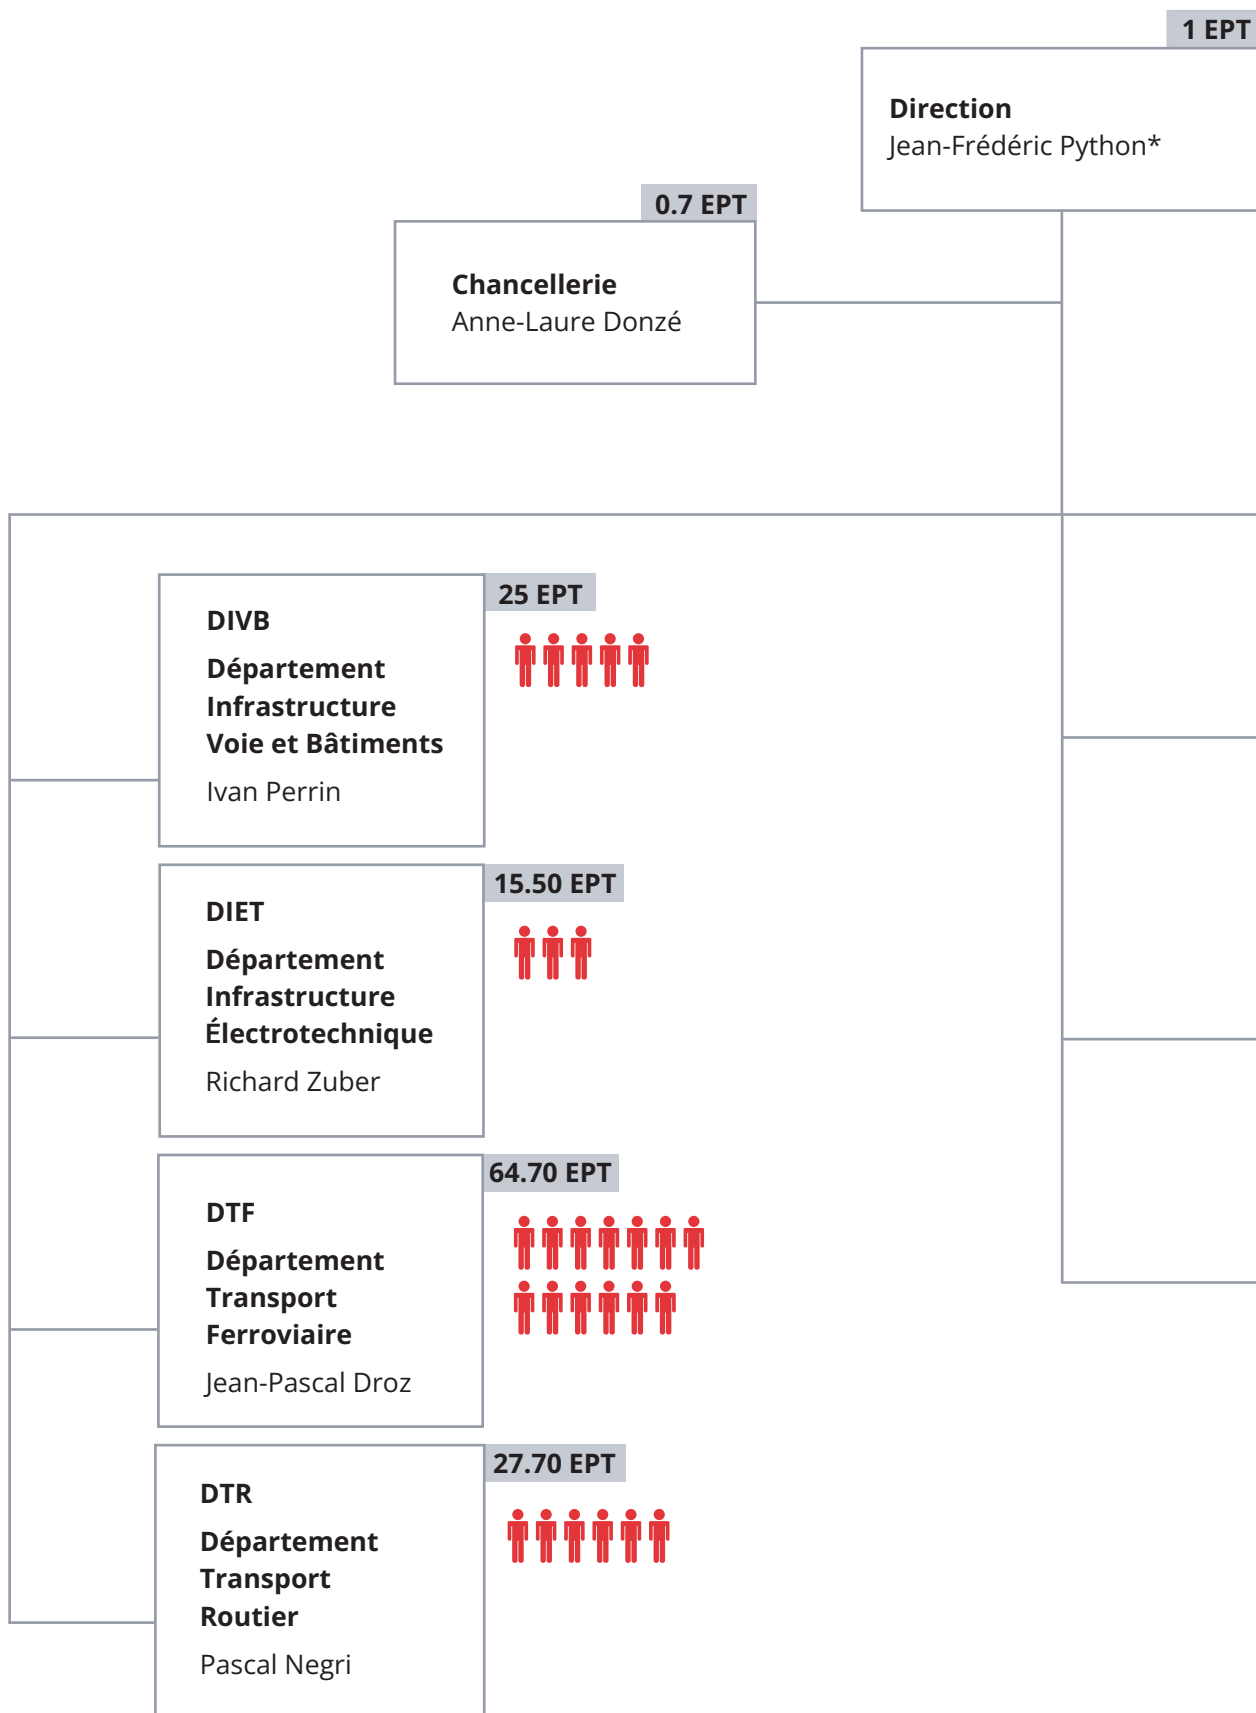 1 EPT
Direction
Jean-Frédéric Python*
0.7 EPT
Chancellerie
Anne-Laure Donzé
25 EPT
DIVB
Département
Infrastructure
Voie et Bâtiments
Ivan Perrin
15.50 EPT
DIET
Département
Infrastructure
Électrotechnique
Richard Zuber
64.70 EPT
DTF
Département
Transport
Ferroviaire
Jean-Pascal Droz
27.70 EPT
DTR
Département
Transport
Routier
Pascal Negri